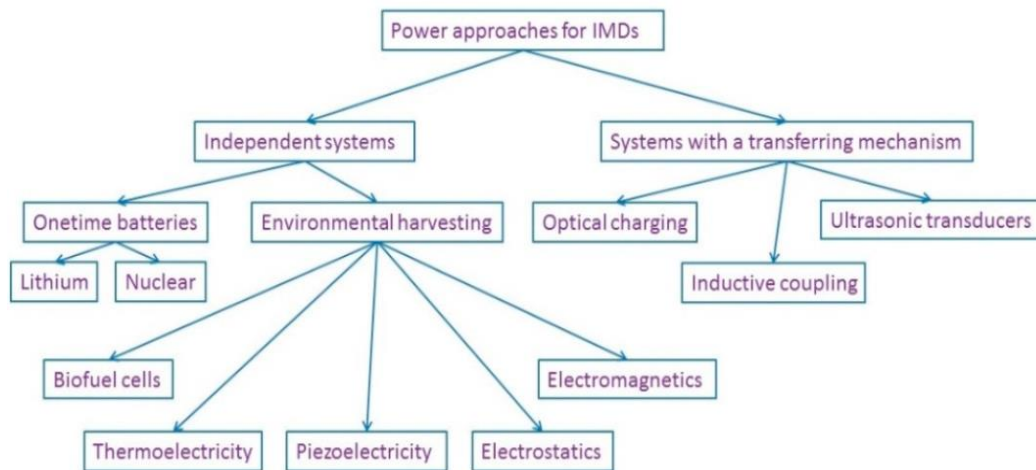 Power approaches for IMDs
Independent systems
Systems with a transferring mechanism
Onetime batteries
Environmental harvesting
Optical charging
Ultrasonic transducers
Lithium
Nuclear
Inductive coupling
Biofuel cells
Electromagnetics
Thermoelectricity
Piezoelectricity
Electrostatics